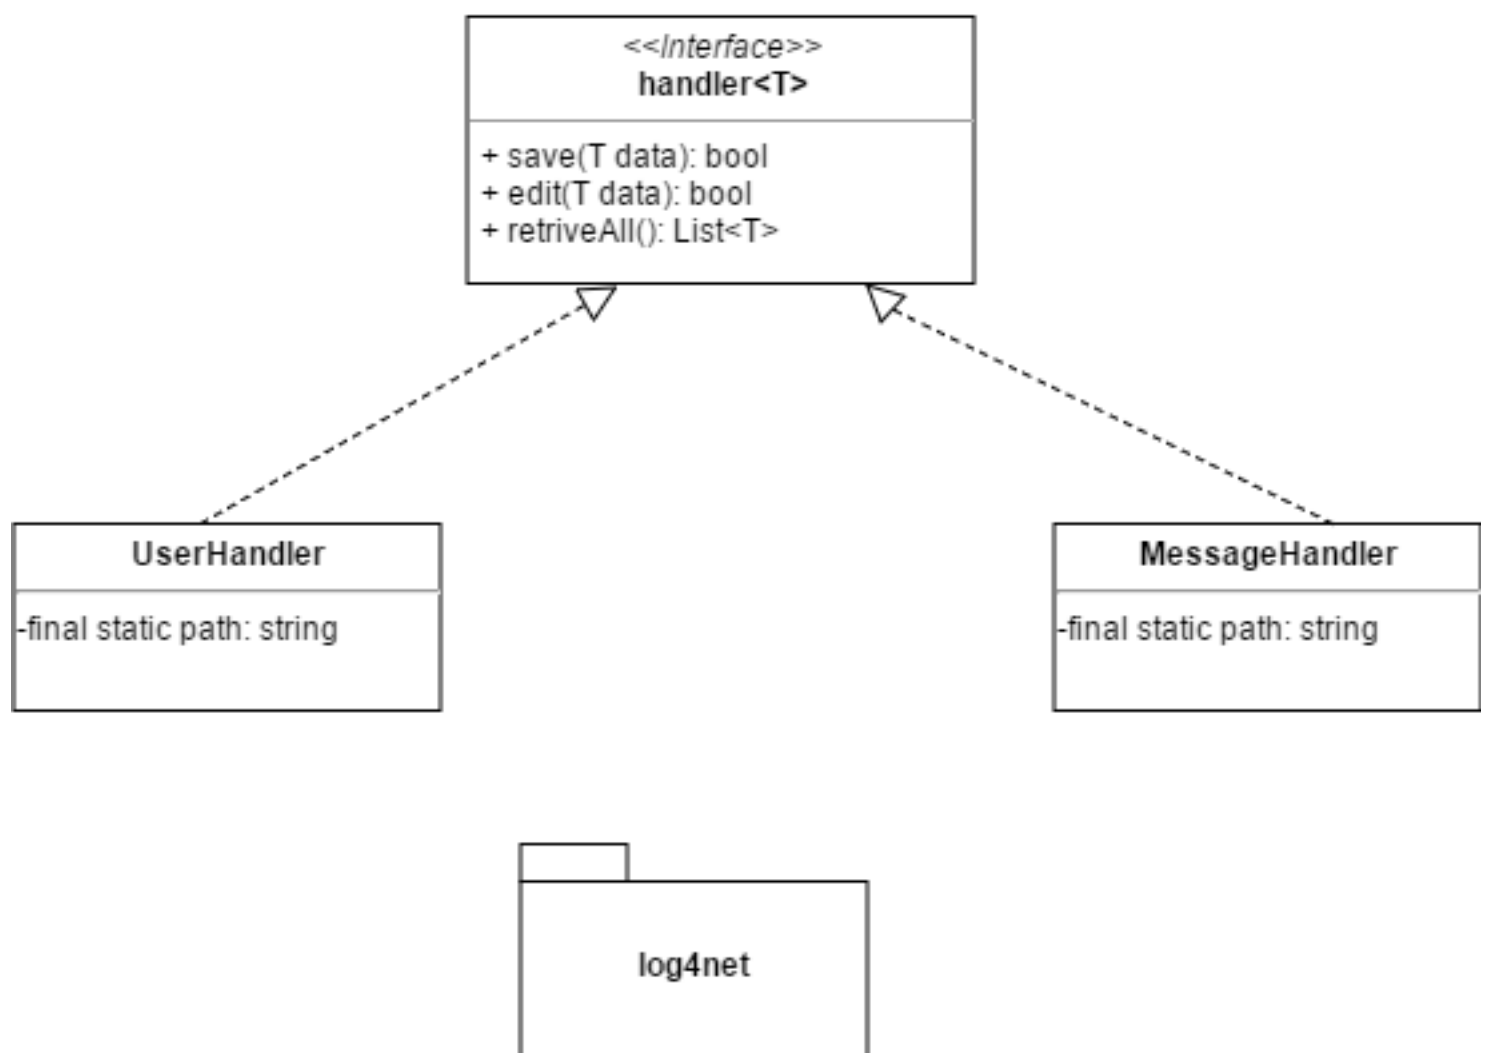 <<Interface>>
handler<T>
+ save(T data): bool
+ edit(T data): bool
+ retriveAll(): List<T>
UserHandler
-final static path: string
MessageHandler
-final static path: string
log4net